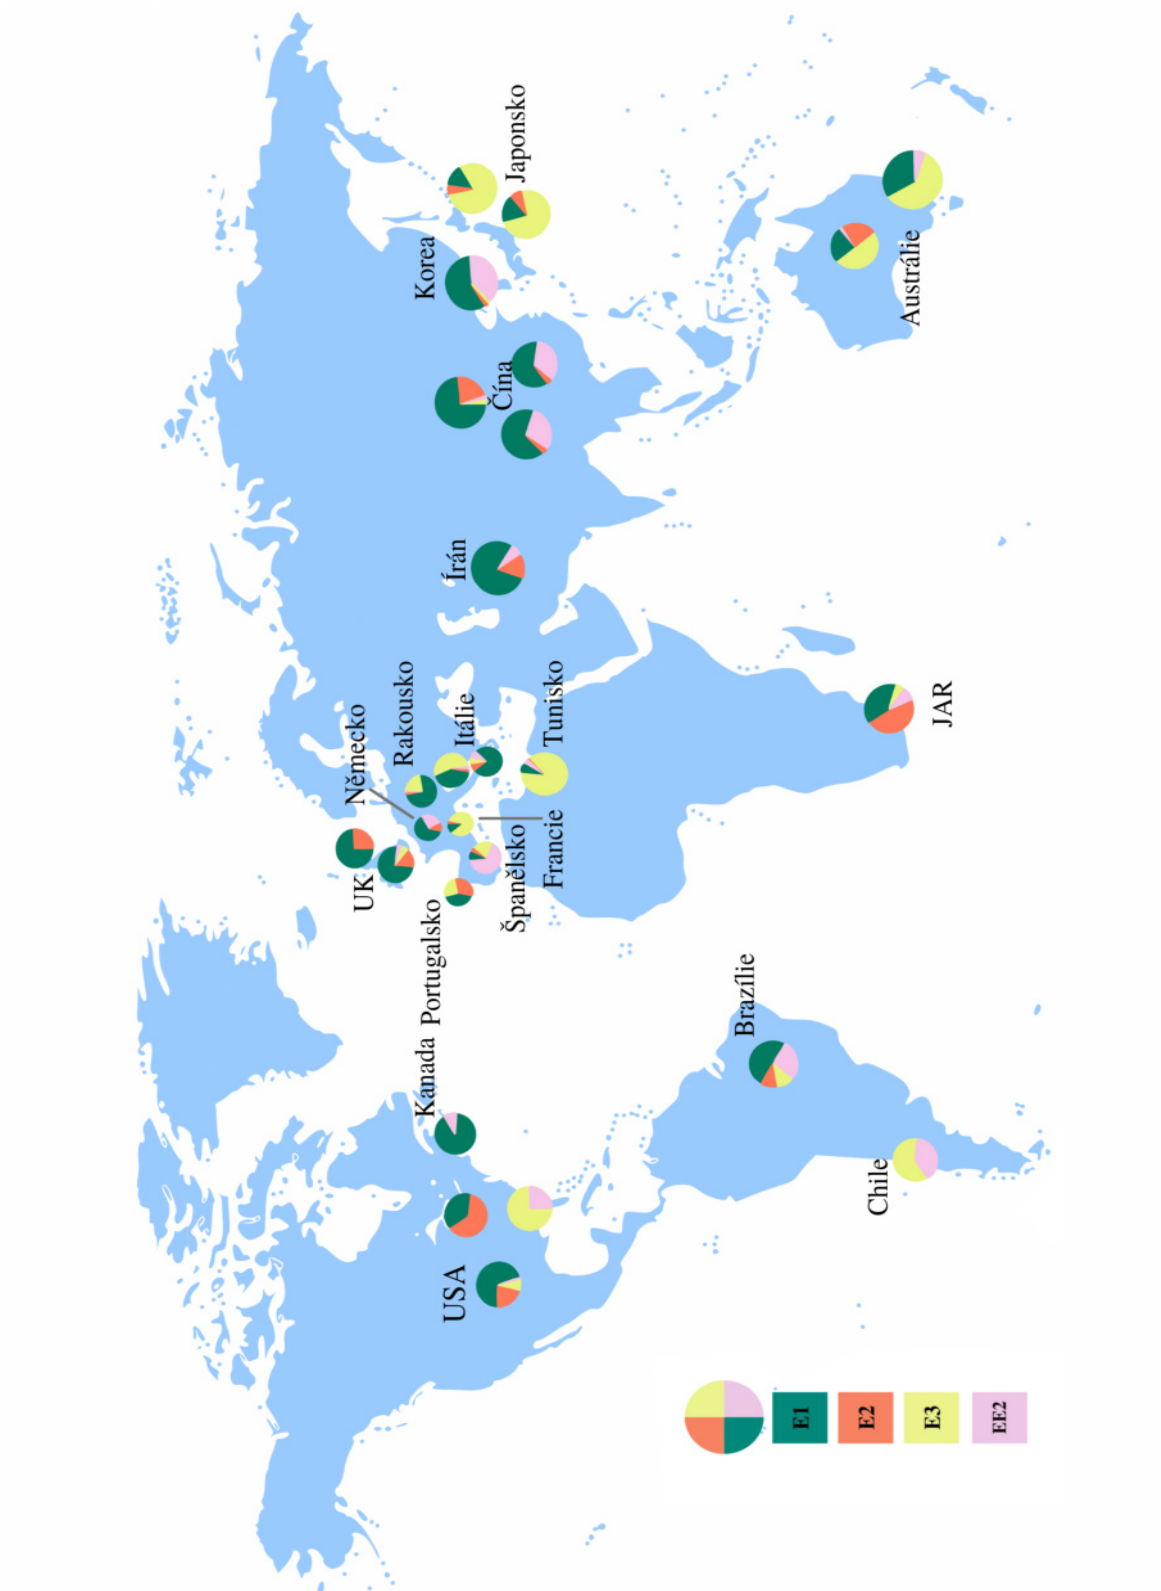 Kanada
USA
Portugalsko
UK
Německo
Rakousko
Itálie
Španělsko
Francie
Tunisko
Írán
Čína
Korea
Japonsko
Brazílie
Chile
JAR
Austrálie
E1
E2
E3
EE2